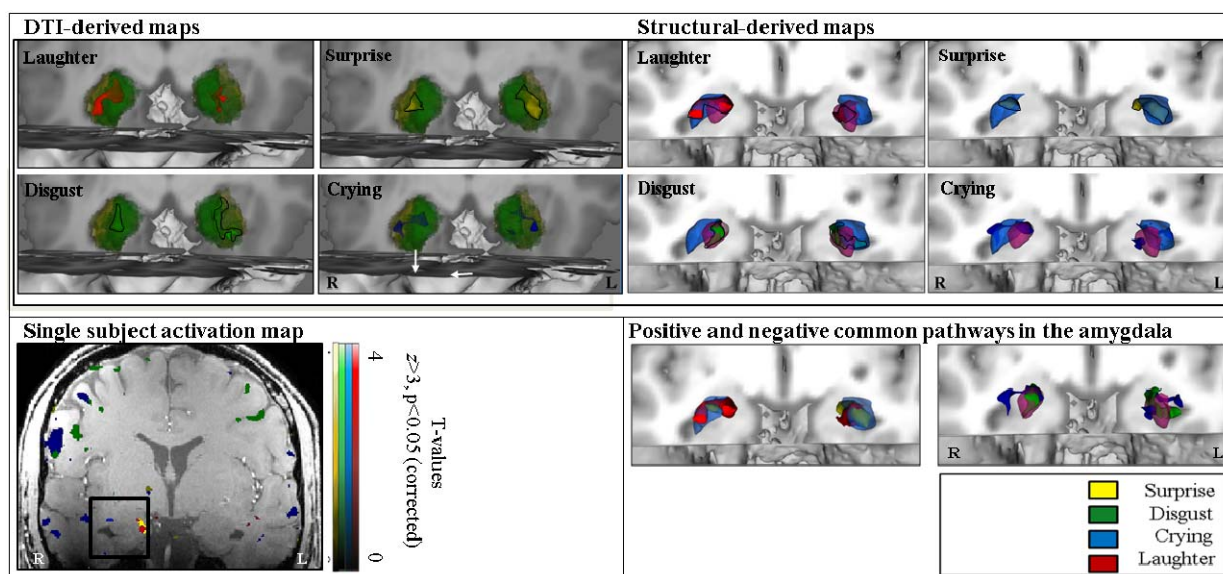 DTI-derived maps
Structural-derived maps
Laughter
Surprise
Laughter
Surprise
Disgust
Crying
Disgust
Crying
R
L
R
L
Single subject activation map
Positive and negative common pathways in the amygdala
4
0
z>3, p<0.05 (corrected)
T-values
R
L
R
L
Surprise
Disgust
Crying
Laughter